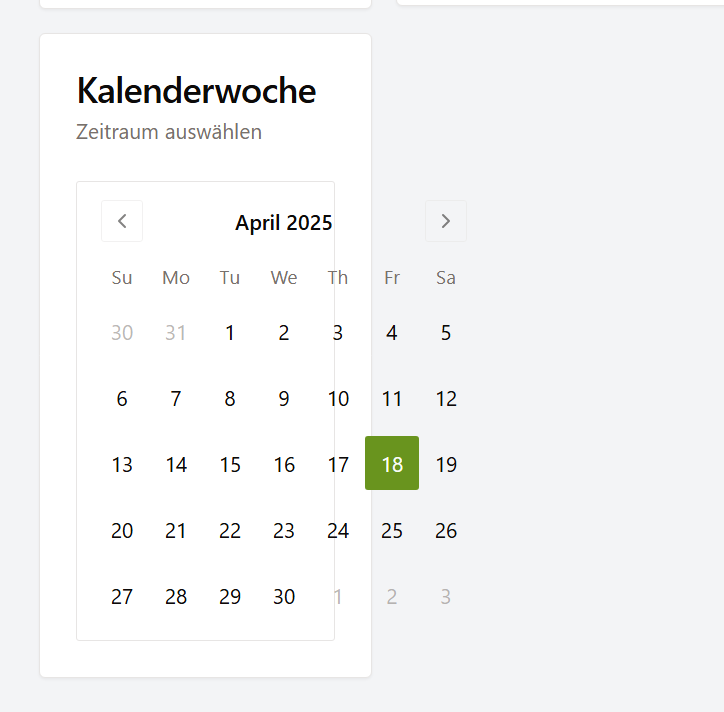 Kalenderwoche
Zeitraum auswählen
April 2025
Su Mo Tu We Th Fr Sa
30 31 1 2 3 4 5
6 7 8 9 10 11 12
13 14 15 16 17 18 19
20 21 22 23 24 25 26
27 28 29 30 1 2 3